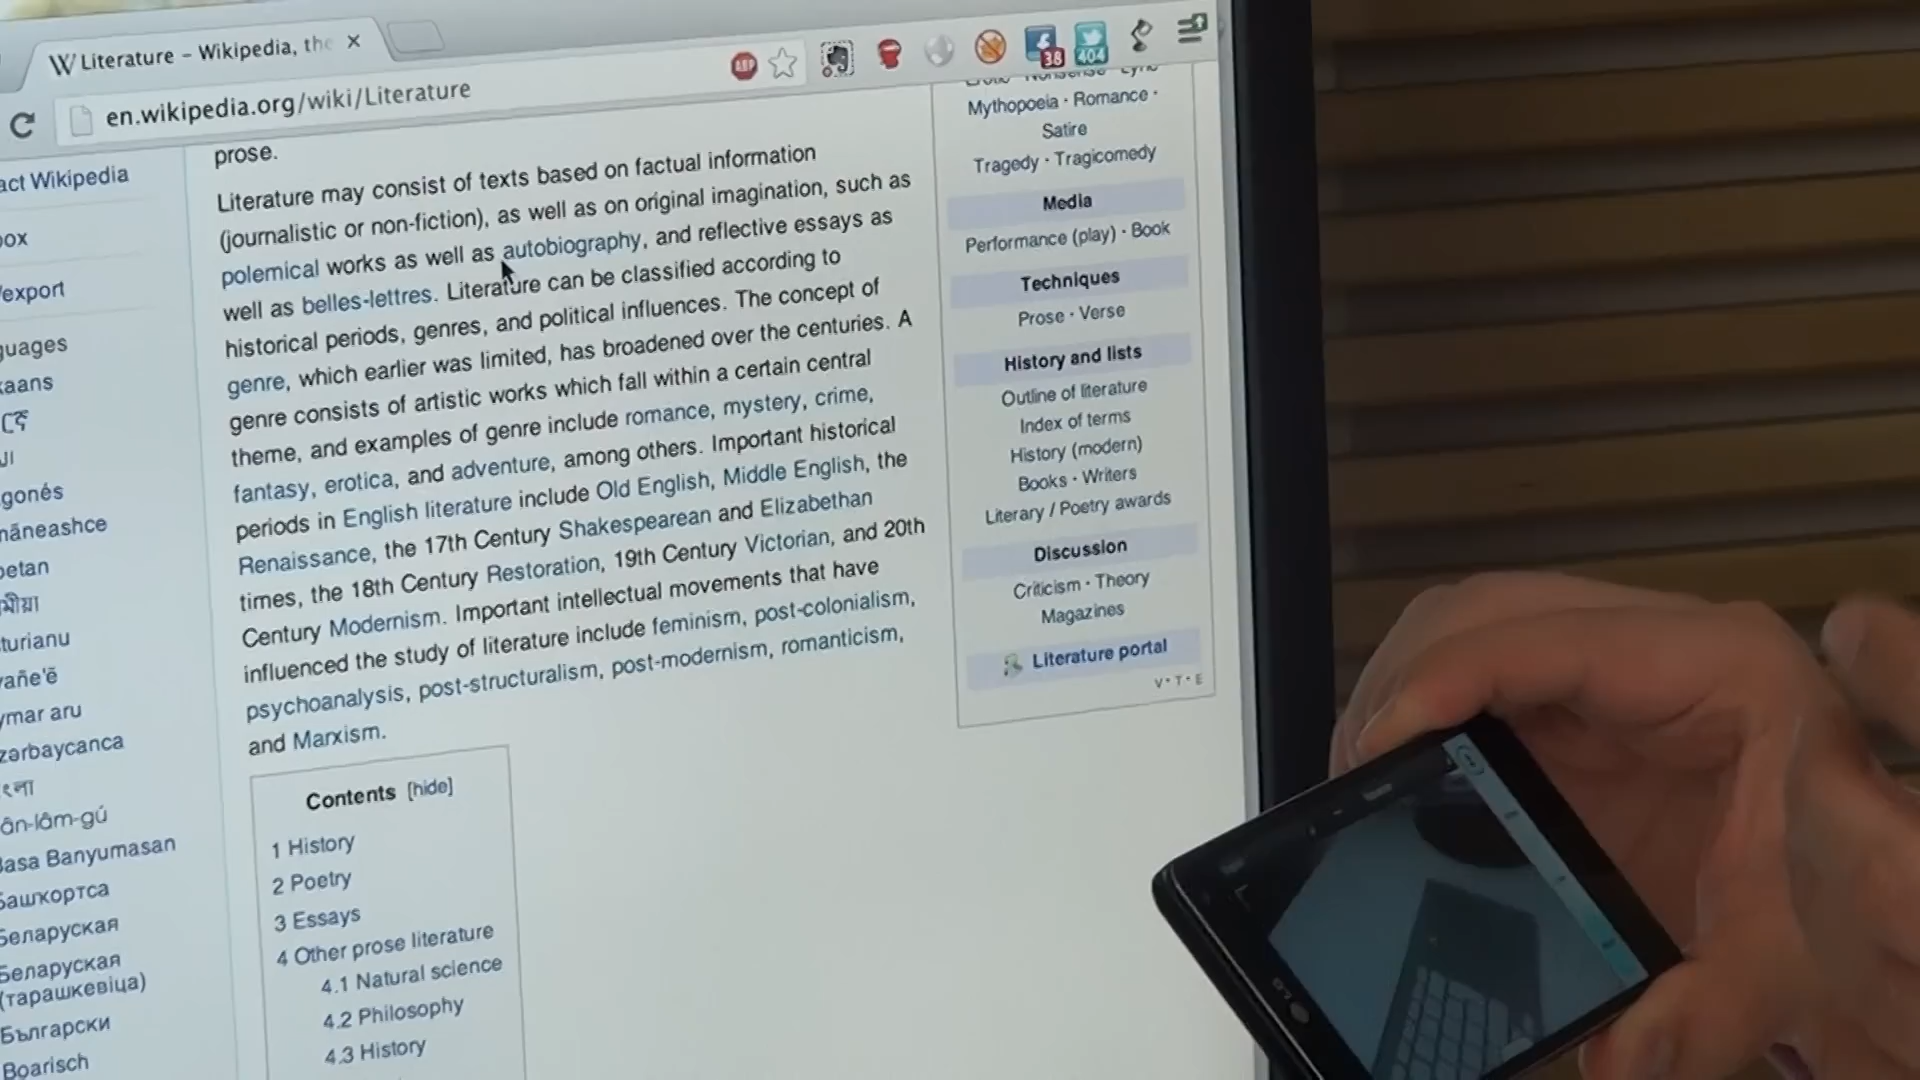 Literature – Wikipedia, the
en.wikipedia.org/wiki/Literature
ABP
38
404
act Wikipedia
ox
/export
guages
kaans
gonés
mãneashce
betan
turianu
vañe'ẽ
ymar aru
zərbaycanca
বাংলা
ân-lâm-gú
Basa Banyumasan
Башҡортса
Беларуская
Беларуская
(тарашкевіца)
Български
Boarisch
prose.
Literature may consist of texts based on factual information
(journalistic or non-fiction), as well as on original imagination, such as
polemical works as well as autobiography, and reflective essays as
well as belles-lettres. Literature can be classified according to
historical periods, genres, and political influences. The concept of
genre, which earlier was limited, has broadened over the centuries. A
genre consists of artistic works which fall within a certain central
theme, and examples of genre include romance, mystery, crime,
fantasy, erotica, and adventure, among others. Important historical
periods in English literature include Old English, Middle English, the
Renaissance, the 17th Century Shakespearean and Elizabethan
times, the 18th Century Restoration, 19th Century Victorian, and 20th
Century Modernism. Important intellectual movements that have
influenced the study of literature include feminism, post-colonialism,
psychoanalysis, post-structuralism, post-modernism, romanticism,
and Marxism.
Contents [hide]
1 History
2 Poetry
3 Essays
4 Other prose literature
4.1 Natural science
4.2 Philosophy
4.3 History
Erotic · Nonsense · Lyric
Mythopoeia · Romance ·
Satire
Tragedy · Tragicomedy
Media
Performance (play) · Book
Techniques
Prose · Verse
History and lists
Outline of literature
Index of terms
History (modern)
Books · Writers
Literary / Poetry awards
Discussion
Criticism · Theory
Magazines
Literature portal
V · T · E
LG